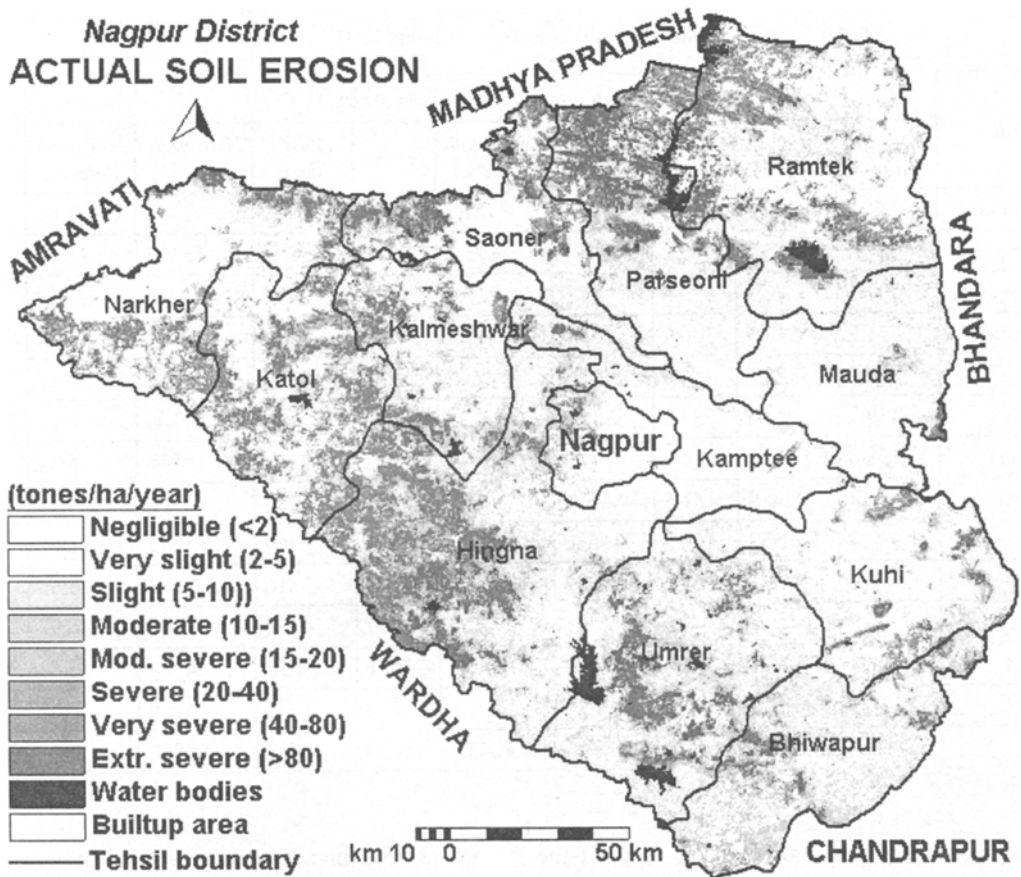 Nagpur District
ACTUAL SOIL EROSION
MADHYA PRADESH
AMRAVATI
BHANDARA
WARDHA
CHANDRAPUR
Ramtek
Saoner
Parseoni
Narkher
Kalmeshwar
Katol
Mauda
Nagpur
Kamptee
Hingna
Kuhi
Umrer
Bhiwapur
(tones/ha/year)
Negligible (<2)
Very slight (2-5)
Slight (5-10))
Moderate (10-15)
Mod. severe (15-20)
Severe (20-40)
Very severe (40-80)
Extr. severe (>80)
Water bodies
Builtup area
Tehsil boundary
km 10 0 50 km